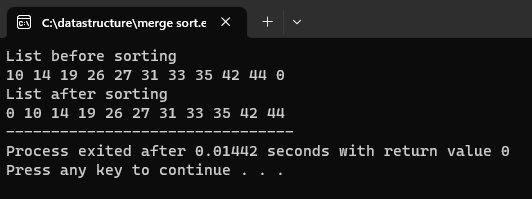 C:\datastructure\merge sort.e
List before sorting
10 14 19 26 27 31 33 35 42 44 0
List after sorting
0 10 14 19 26 27 31 33 35 42 44
--------------------------------
Process exited after 0.01442 seconds with return value 0
Press any key to continue . . .